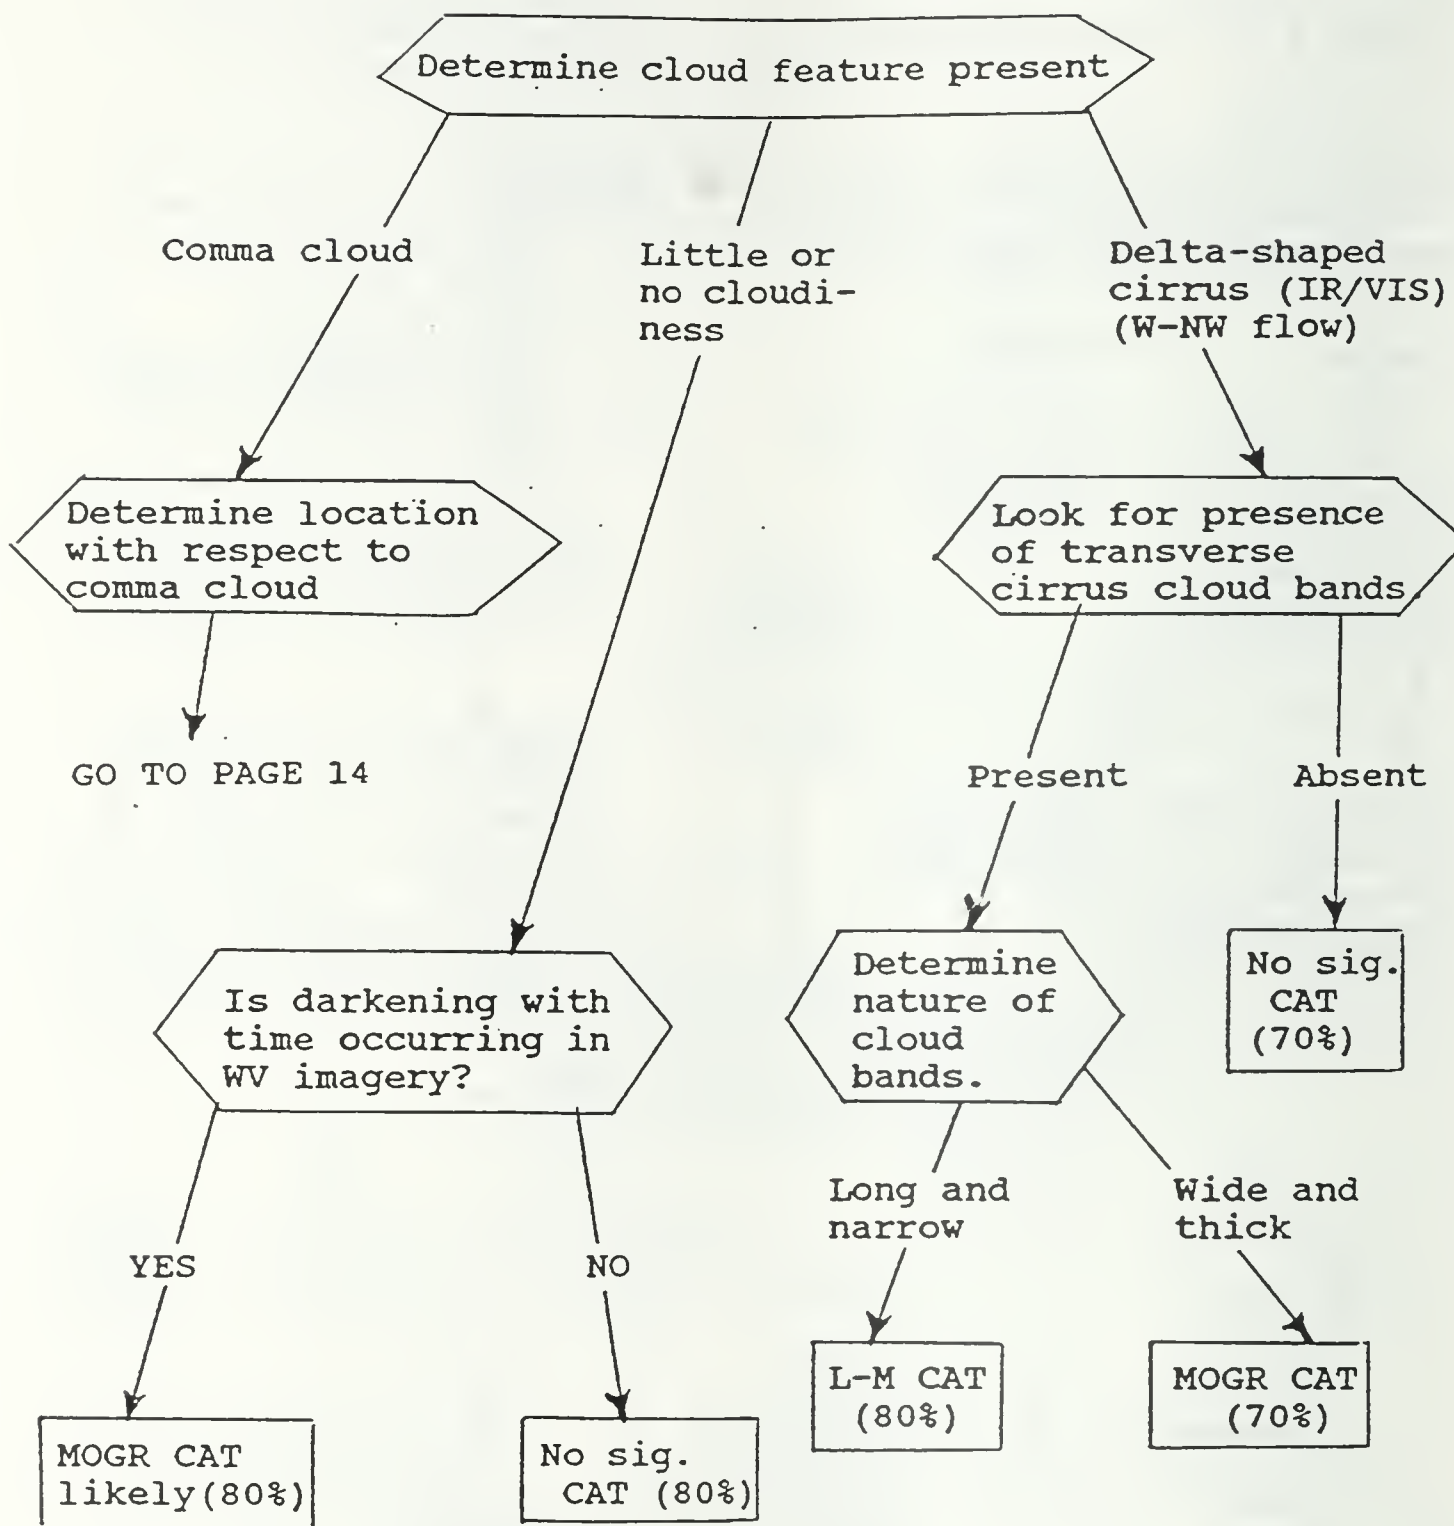 Determine cloud feature present
Comma cloud
Little or
no cloudi-
ness
Delta-shaped
cirrus (IR/VIS)
(W-NW flow)
Determine location
with respect to
comma cloud
Look for presence
of transverse
cirrus cloud bands.
GO TO PAGE 14
Present
Absent
Is darkening with
time occurring in
WV imagery?
Determine
nature of
cloud
bands.
No sig.
CAT
(70%)
Long and
narrow
Wide and
thick
YES
NO
L-M CAT
(80%)
MOGR CAT
(70%)
MOGR CAT
likely(80%)
No sig.
CAT (80%)